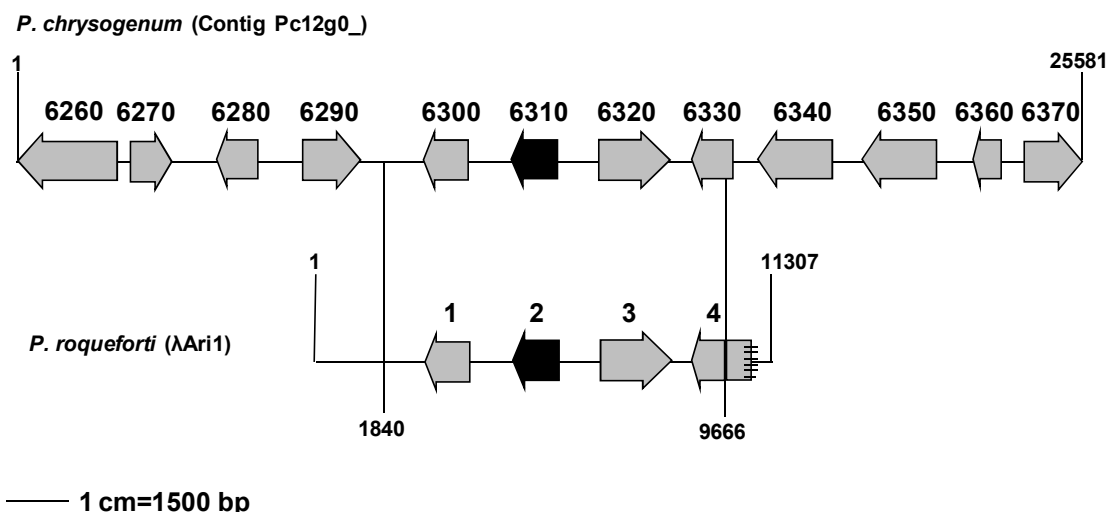 P. chrysogenum (Contig Pc12g0_)
1 25581
6260 6270 6280 6290 6300 6310 6320 6330 6340 6350 6360 6370
1 11307
1 2 3 4
P. roqueforti (λAri1)
1840 9666
1 cm=1500 bp